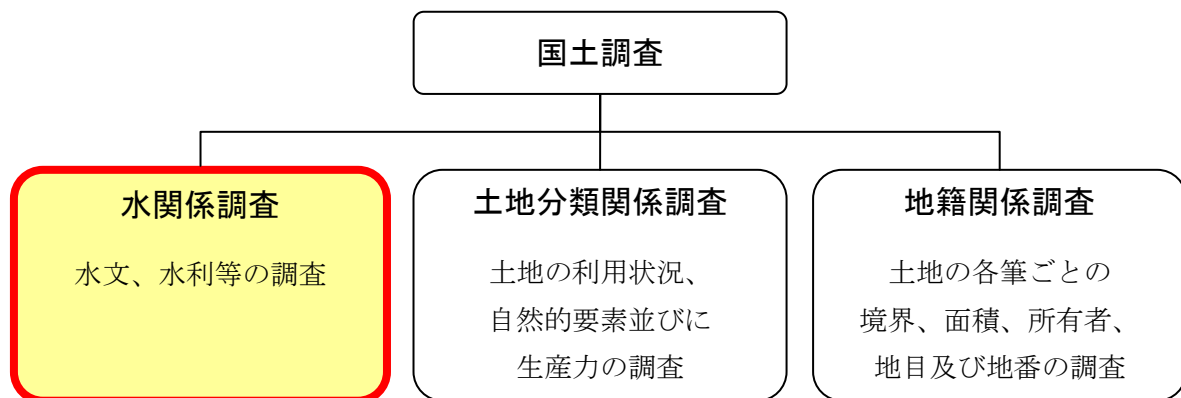 国土調査
水関係調査
水文、水利等の調査
土地分類関係調査
土地の利用状況、
自然的要素並びに
生産力の調査
地籍関係調査
土地の各筆ごとの
境界、面積、所有者、
地目及び地番の調査